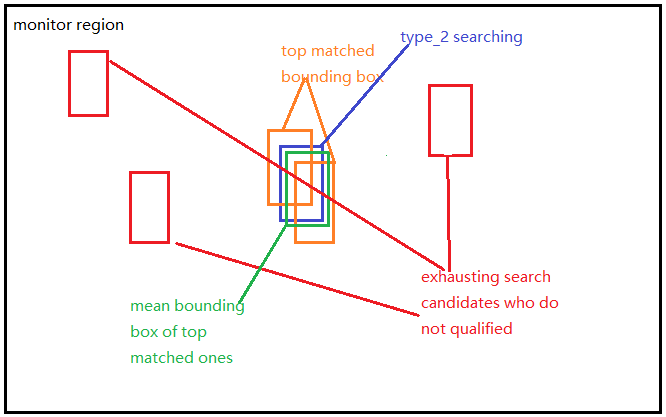 monitor region
type_2 searching
top matched
bounding box
exhausting search
candidates who do
not qualified
mean bounding
box of top
matched ones